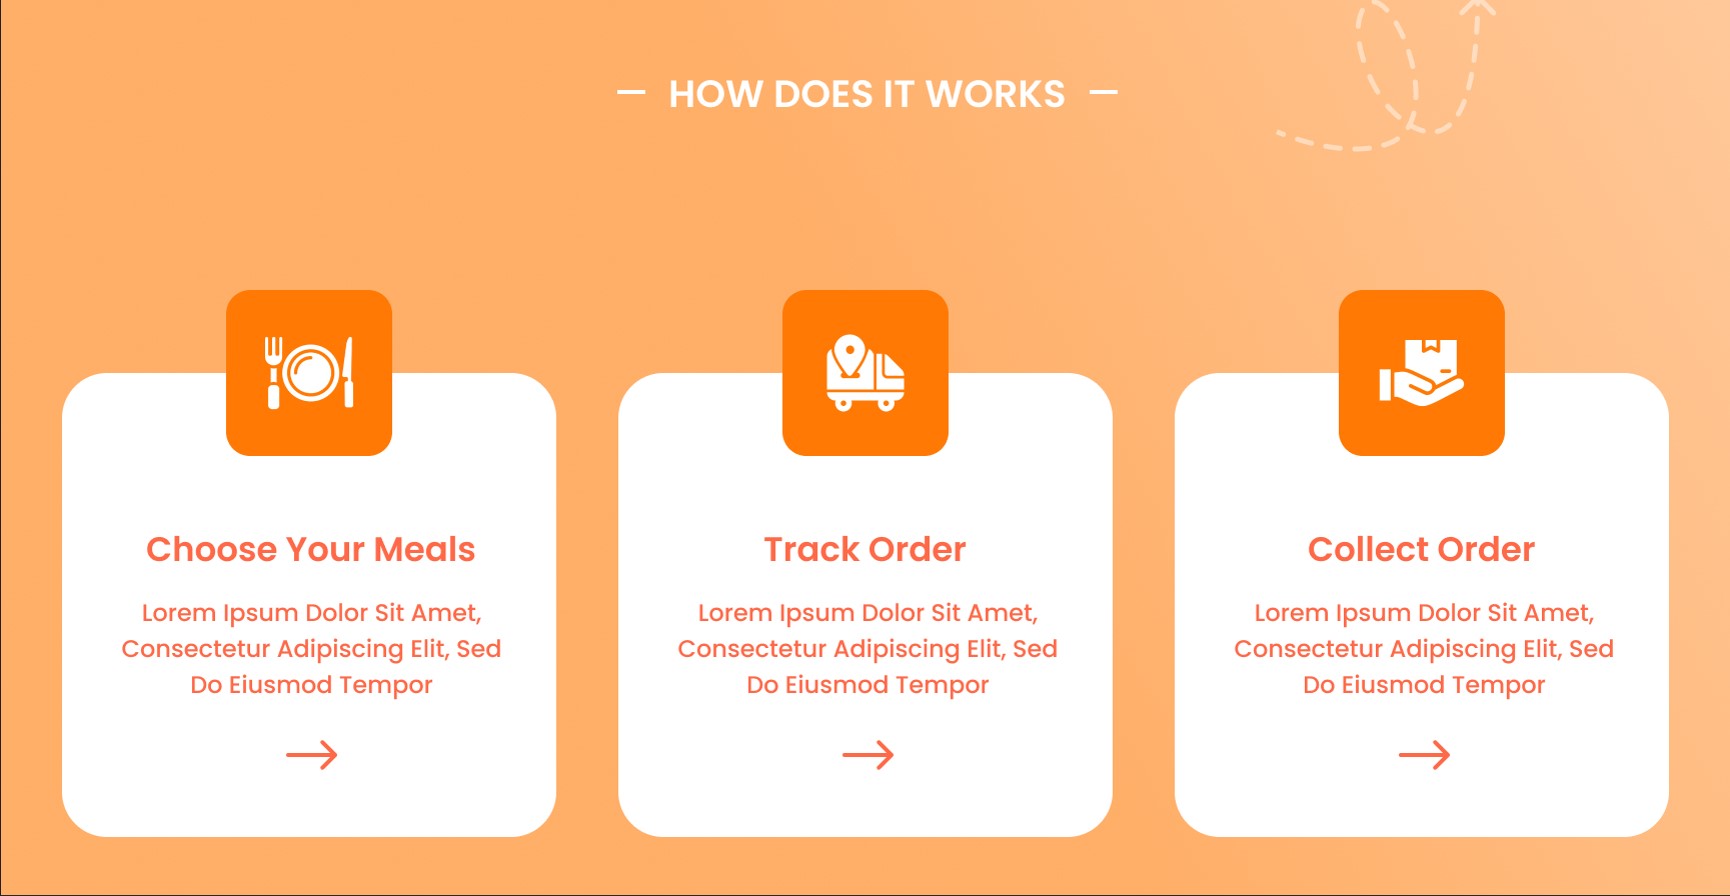 HOW DOES IT WORKS
Choose Your Meals
Lorem Ipsum Dolor Sit Amet,
Consectetur Adipiscing Elit, Sed
Do Eiusmod Tempor
Track Order
Lorem Ipsum Dolor Sit Amet,
Consectetur Adipiscing Elit, Sed
Do Eiusmod Tempor
Collect Order
Lorem Ipsum Dolor Sit Amet,
Consectetur Adipiscing Elit, Sed
Do Eiusmod Tempor